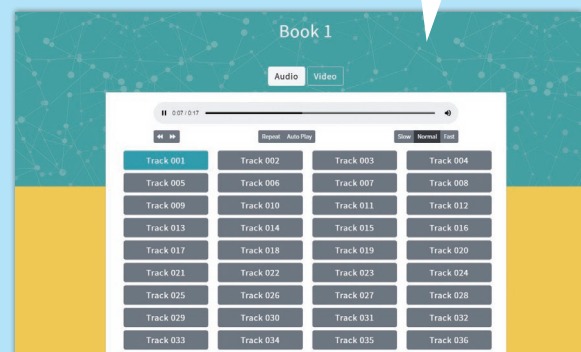 Book 1
Audio Video
0:07 / 0:17
Repeat Auto Play Slow Normal Fast
Track 001 Track 002 Track 003 Track 004
Track 005 Track 006 Track 007 Track 008
Track 009 Track 010 Track 011 Track 012
Track 013 Track 014 Track 015 Track 016
Track 017 Track 018 Track 019 Track 020
Track 021 Track 022 Track 023 Track 024
Track 025 Track 026 Track 027 Track 028
Track 029 Track 030 Track 031 Track 032
Track 033 Track 034 Track 035 Track 036